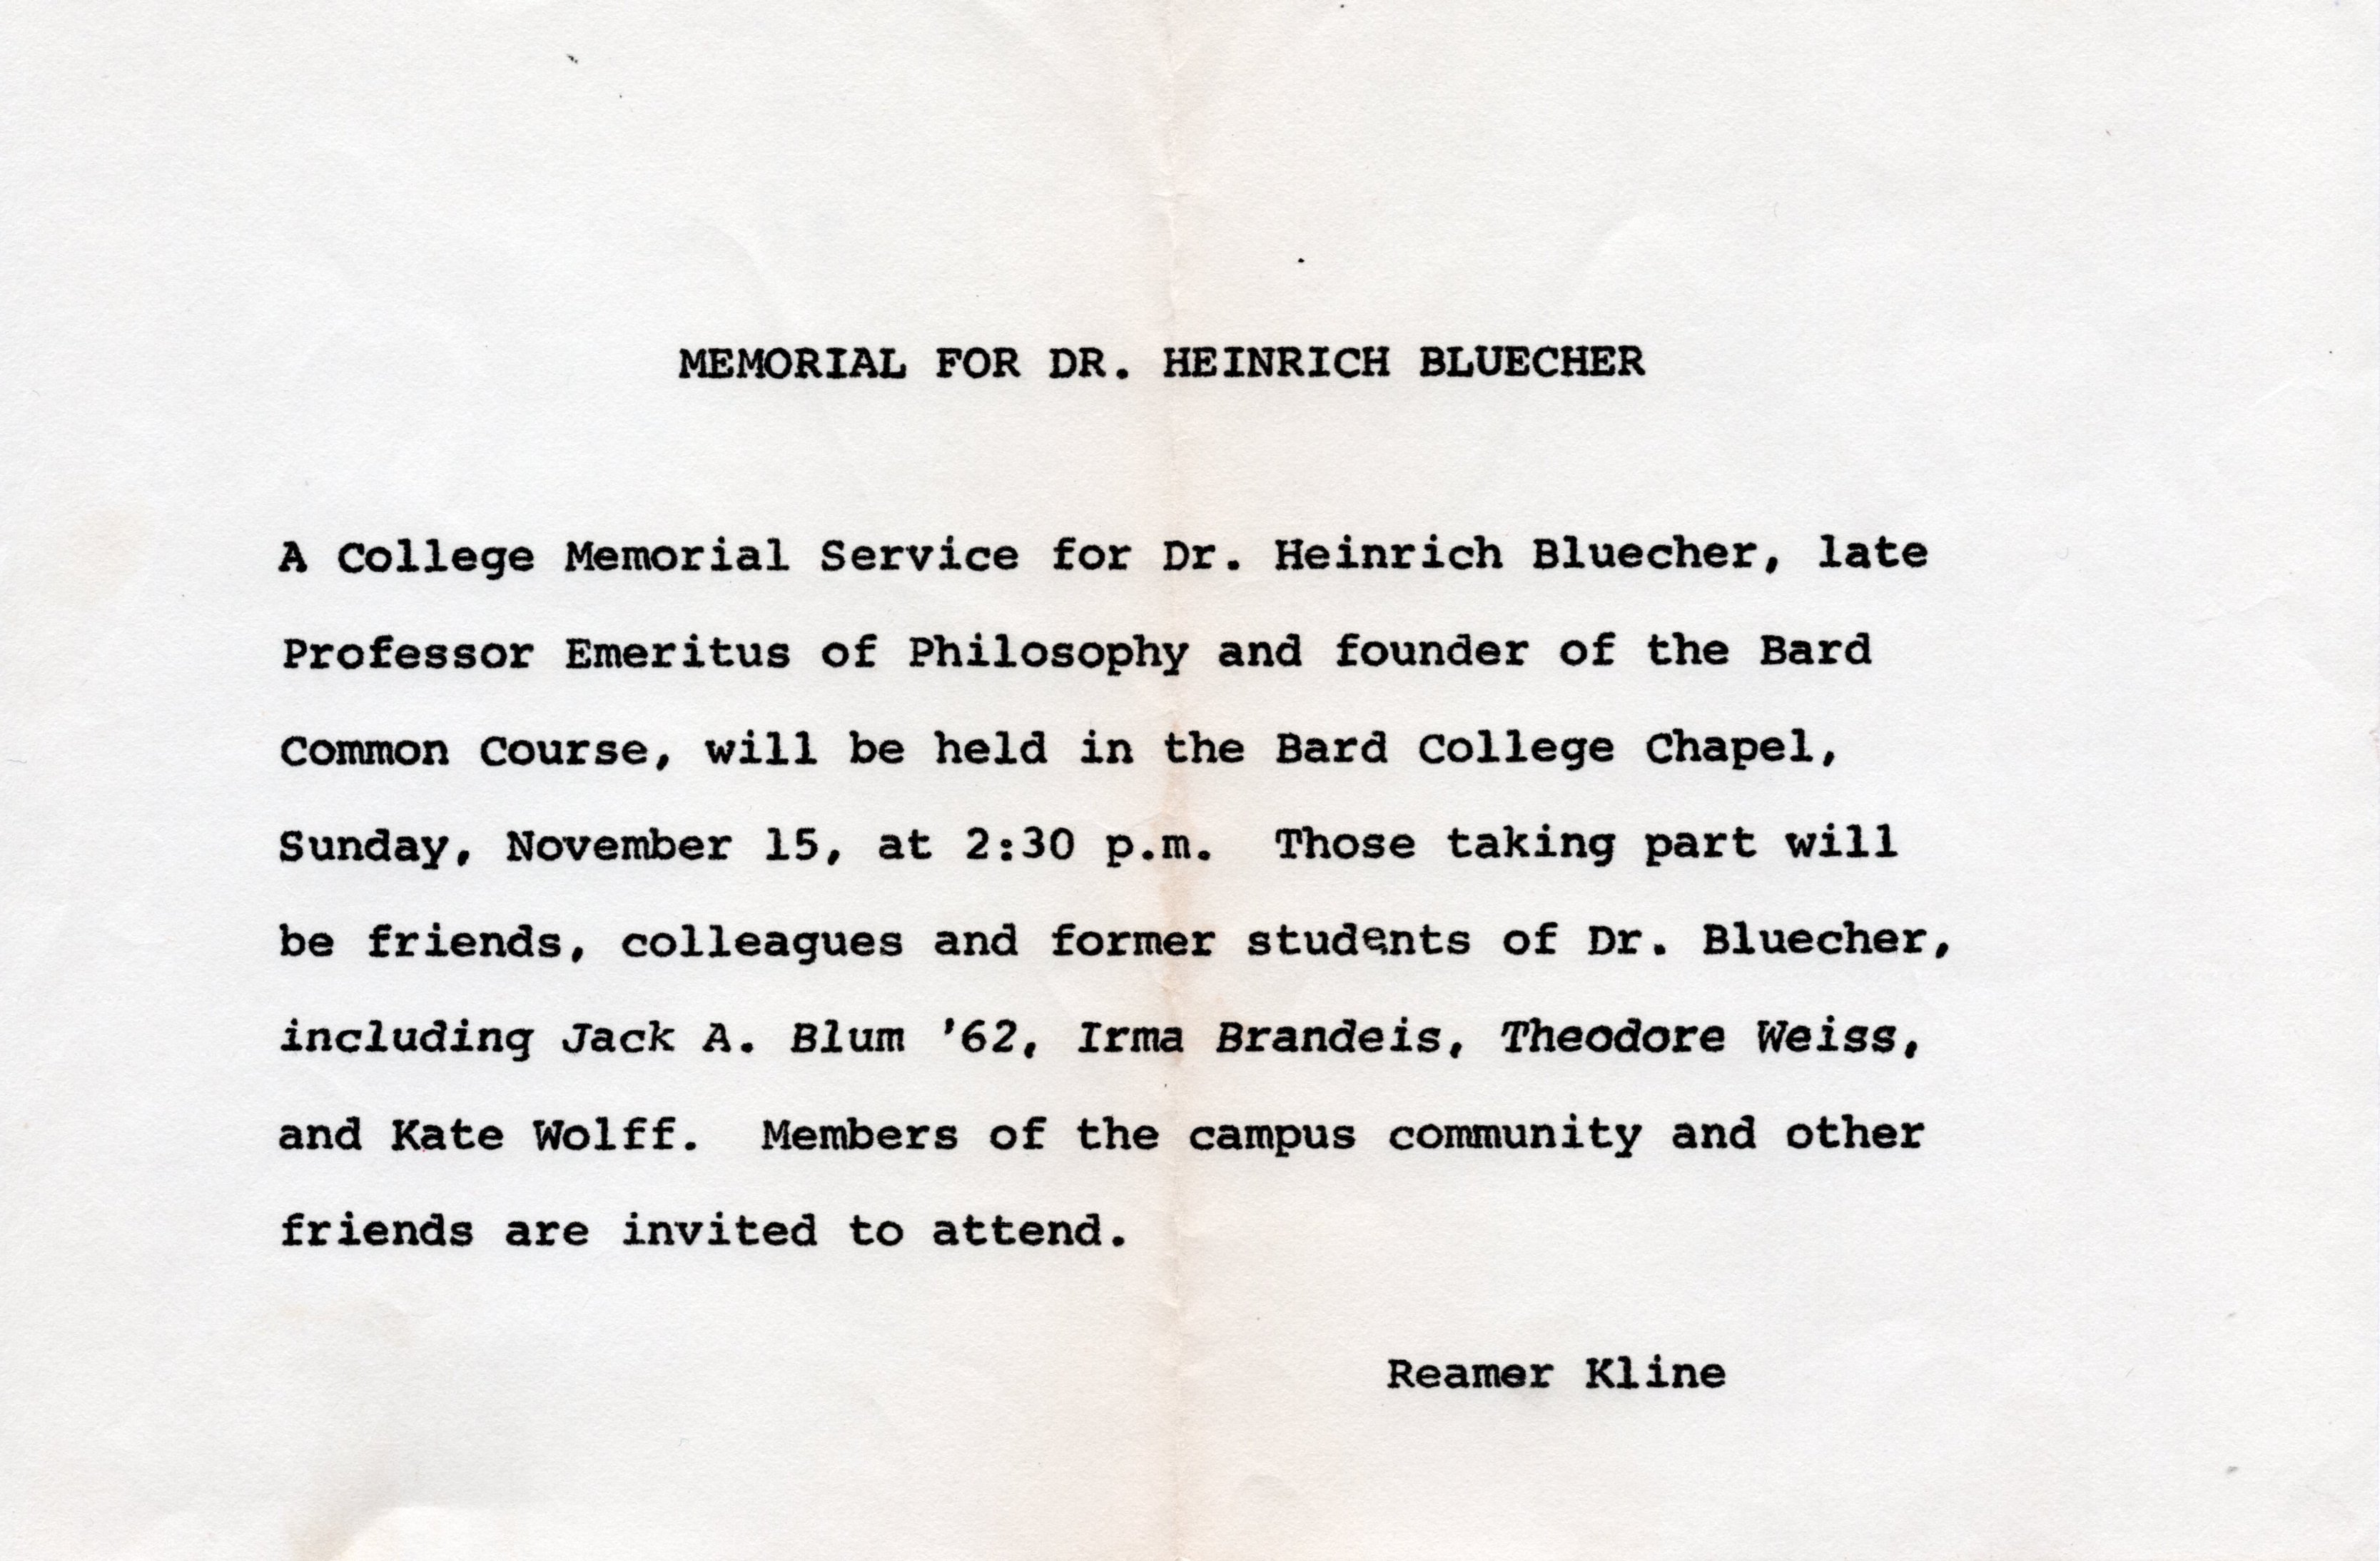 MEMORIAL FOR DR. HEINRICH BLUECHER
A College Memorial Service for Dr. Heinrich Bluecher, late
Professor Emeritus of Philosophy and founder of the Bard
Common Course, will be held in the Bard College Chapel,
Sunday, November 15, at 2:30 p.m.  Those taking part will
be friends, colleagues and former students of Dr. Bluecher,
including Jack A. Blum '62, Irma Brandeis, Theodore Weiss,
and Kate Wolff.  Members of the campus community and other
friends are invited to attend.
Reamer Kline